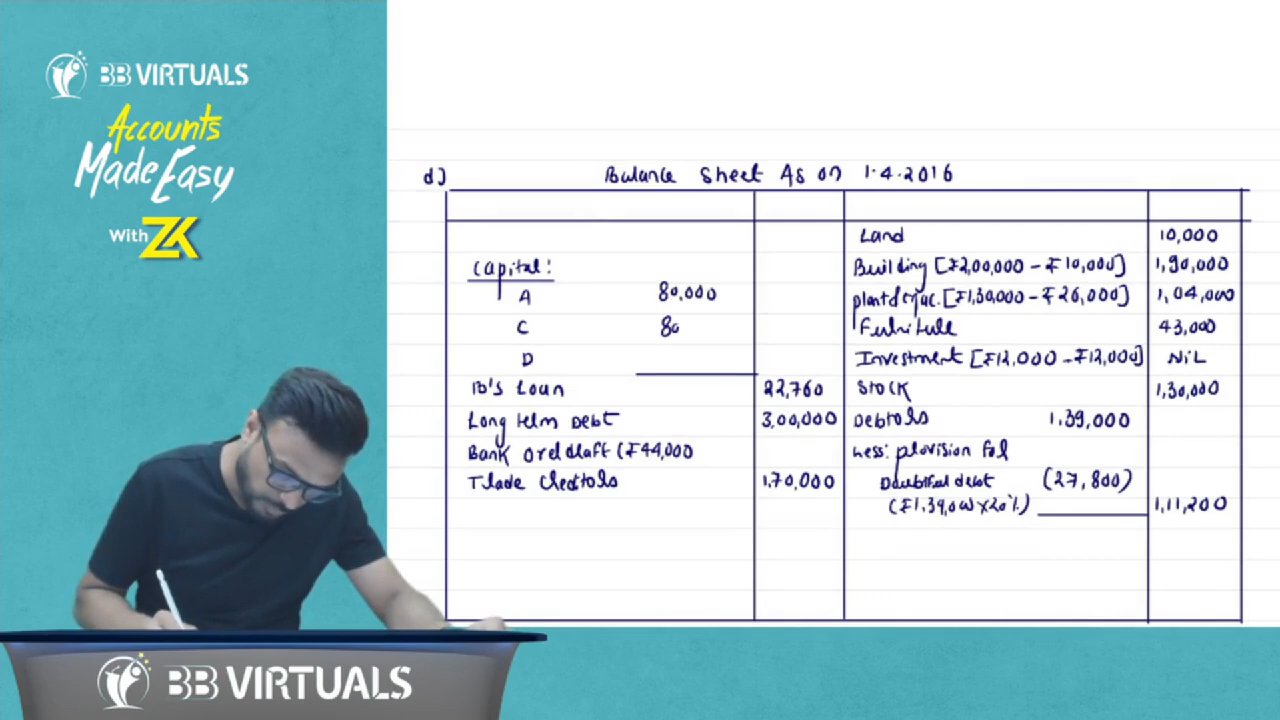 BB VIRTUALS
Accounts
Made Easy
With ZK
d) Balance Sheet As on 1.4.2016
Capital:
A 80,000
C 80
D
B's Loan 22,760
Long term Debt 3,00,000
Bank overdraft (₹44,000
Trade Creditors 1,70,000
Land 10,000
Building [₹2,00,000 - ₹10,000] 1,90,000
plant & mac. [₹1,30,000 - ₹26,000] 1,04,000
Furniture 43,000
Investment [₹12,000 - ₹12,000] NiL
Stock 1,30,000
Debtors 1,39,000
Less: provision for
Doubtful debt (27,800)
(₹1,39,000 x 20%) 1,11,200
BB VIRTUALS